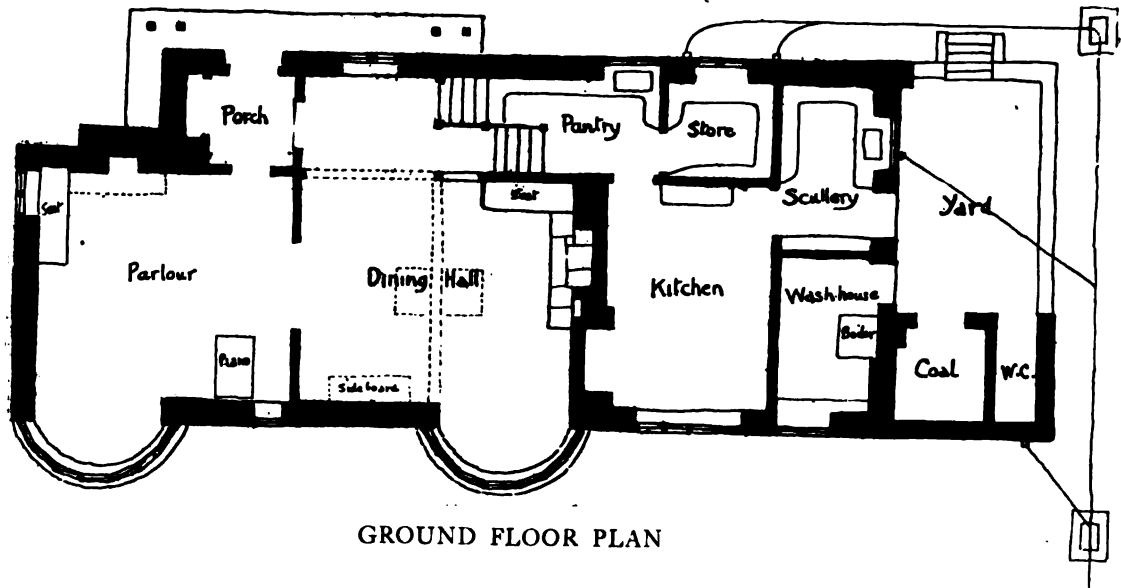 Porch
Pantry
Store
Seat
Seat
Scullery
Yard
Parlour
Dining Hall
Kitchen
Wash-house
Boiler
Piano
Sideboard
Coal
W.C.
GROUND FLOOR PLAN